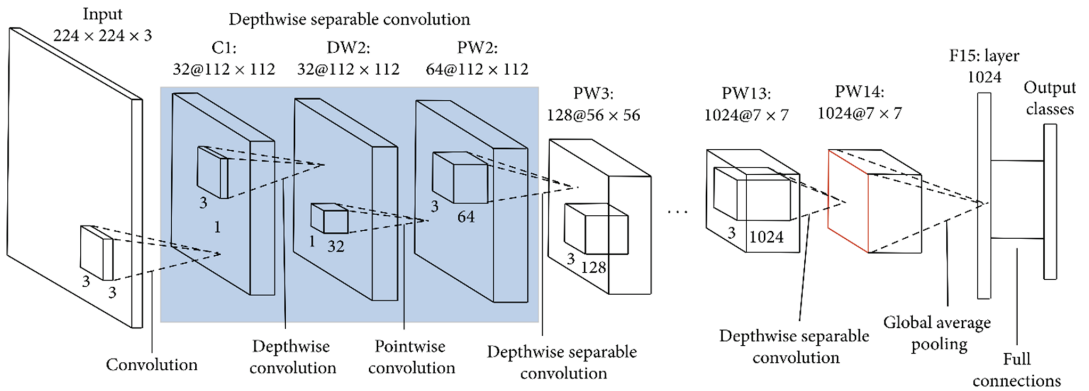 Input
224 × 224 × 3
Depthwise separable convolution
C1:
32@112 × 112
DW2:
32@112 × 112
PW2:
64@112 × 112
PW3:
128@56 × 56
PW13:
1024@7 × 7
PW14:
1024@7 × 7
F15: layer
1024
Output
classes
3
3
3
1
1
32
3
64
3
128
...
3
1024
Convolution
Depthwise
convolution
Pointwise
convolution
Depthwise separable
convolution
Depthwise separable
convolution
Global average
pooling
Full
connections